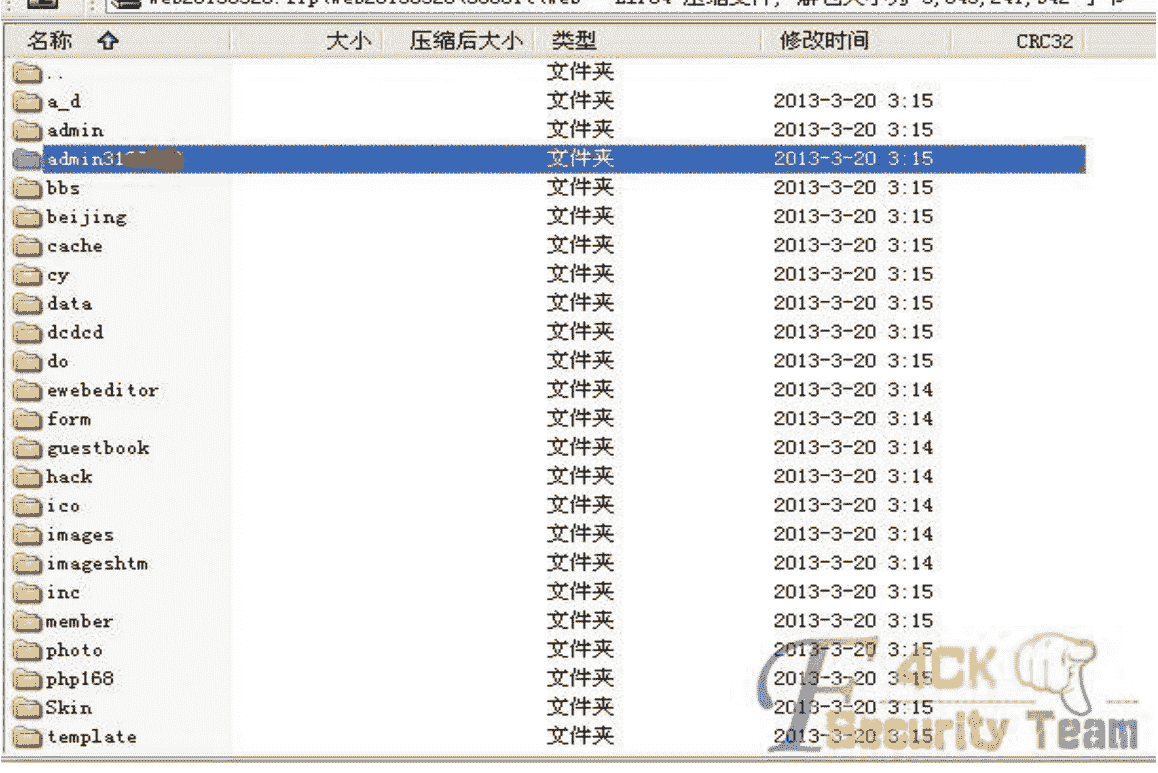 名称 大小 压缩后大小 类型 修改时间 CRC32
.. 文件夹
a_d 文件夹 2013-3-20 3:15
admin 文件夹 2013-3-20 3:15
admin31 文件夹 2013-3-20 3:15
bbs 文件夹 2013-3-20 3:15
beijing 文件夹 2013-3-20 3:15
cache 文件夹 2013-3-20 3:15
cy 文件夹 2013-3-20 3:15
data 文件夹 2013-3-20 3:15
dcdcd 文件夹 2013-3-20 3:15
do 文件夹 2013-3-20 3:15
ewebeditor 文件夹 2013-3-20 3:14
form 文件夹 2013-3-20 3:14
guestbook 文件夹 2013-3-20 3:14
hack 文件夹 2013-3-20 3:14
ico 文件夹 2013-3-20 3:14
images 文件夹 2013-3-20 3:14
imageshtm 文件夹 2013-3-20 3:14
inc 文件夹 2013-3-20 3:15
member 文件夹 2013-3-20 3:15
photo 文件夹 2013-3-20 3:15
php168 文件夹 2013-3-20 3:15
Skin 文件夹 2013-3-20 3:15
template 文件夹 2013-3-20 3:15
F4CK
Security Team